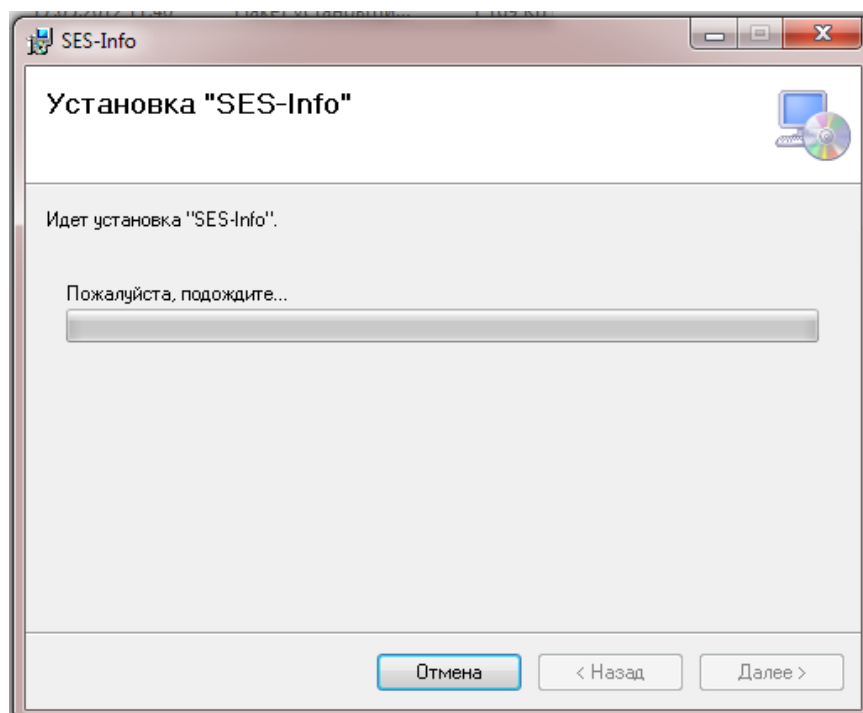 SES-Info
Установка "SES-Info"
Идет установка "SES-Info".
Пожалуйста, подождите...
Отмена
< Назад
Далее >